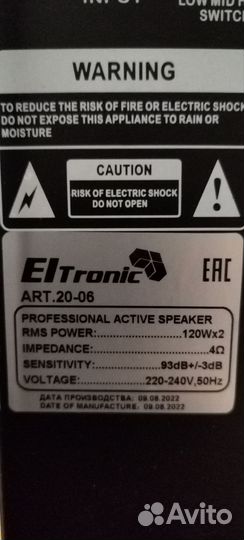 INPUT
LOW MID
SWITCH
WARNING
TO REDUCE THE RISK OF FIRE OR ELECTRIC SHOCK
DO NOT EXPOSE THIS APPLIANCE TO RAIN OR
MOISTURE
CAUTION
RISK OF ELECTRIC SHOCK
DO NOT OPEN
Eltronic
EAC
ART.20-06
PROFESSIONAL ACTIVE SPEAKER
RMS POWER:........120Wx2
IMPEDANCE:........4Ω
SENSITIVITY:........93dB+/-3dB
VOLTAGE:........220-240V,50Hz
ДАТА ПРОИЗВОДСТВА: 09.08.2022
DATE OF MANUFACTURE: 09.08.2022
Avito